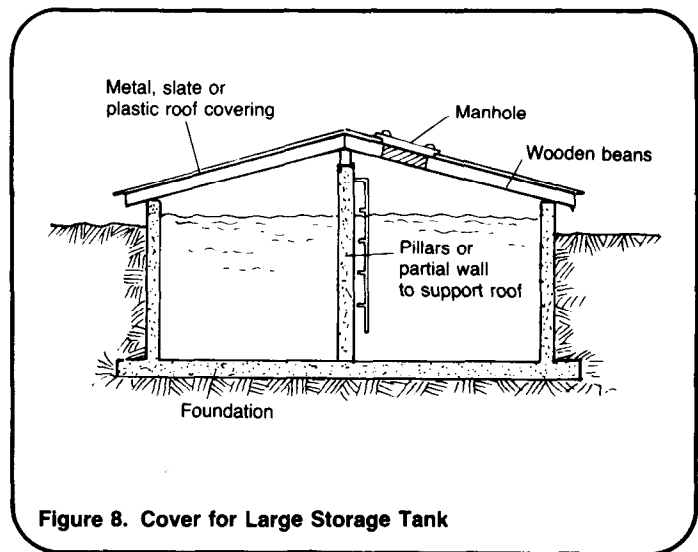 Metal, slate or
plastic roof covering
Manhole
Wooden beans
Pillars or
partial wall
to support roof
Foundation
Figure 8. Cover for Large Storage Tank